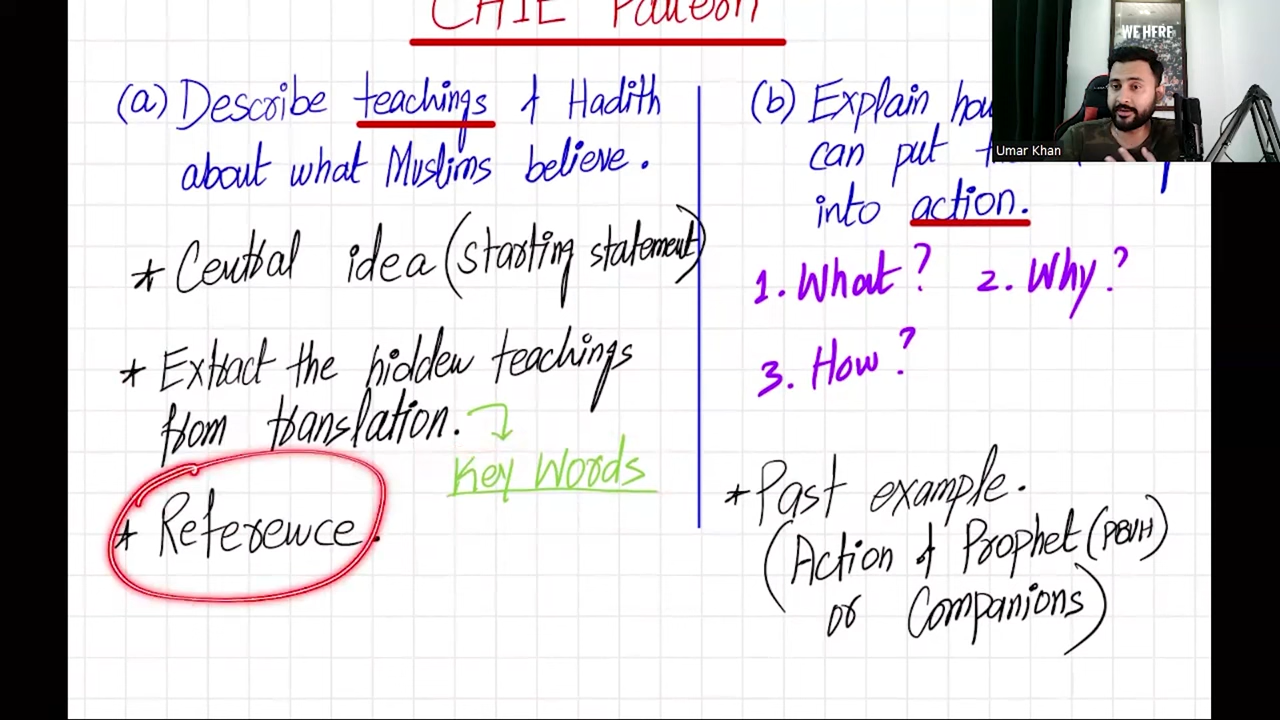 CAIE Pattern
WE HERE
Umar Khan
(a) Describe teachings of Hadith
about what Muslims believe.
* Central idea (starting statement)
* Extract the hidden teachings
from translation.
Key Words
* Reference.
(b) Explain how
can put
into action.
1. What? 2. Why?
3. How?
* Past example.
(Action of Prophet (PBUH)
or Companions)